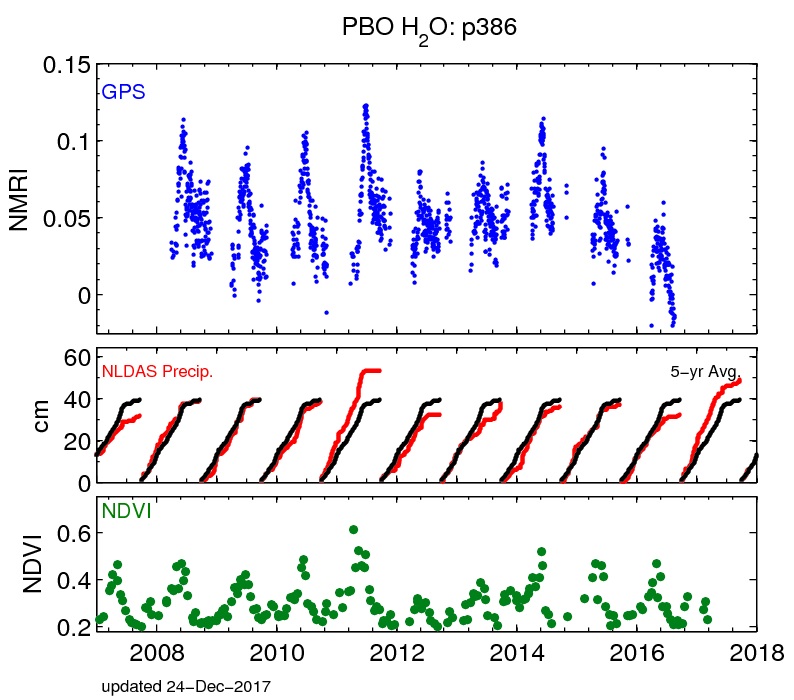 PBO H2O: p386
0.15
GPS
0.1
NMRI
0.05
0
60
NLDAS Precip. 5−yr Avg.
40
cm
20
0
NDVI
0.6
NDVI
0.4
0.2
2008 2010 2012 2014 2016 2018
updated 24−Dec−2017